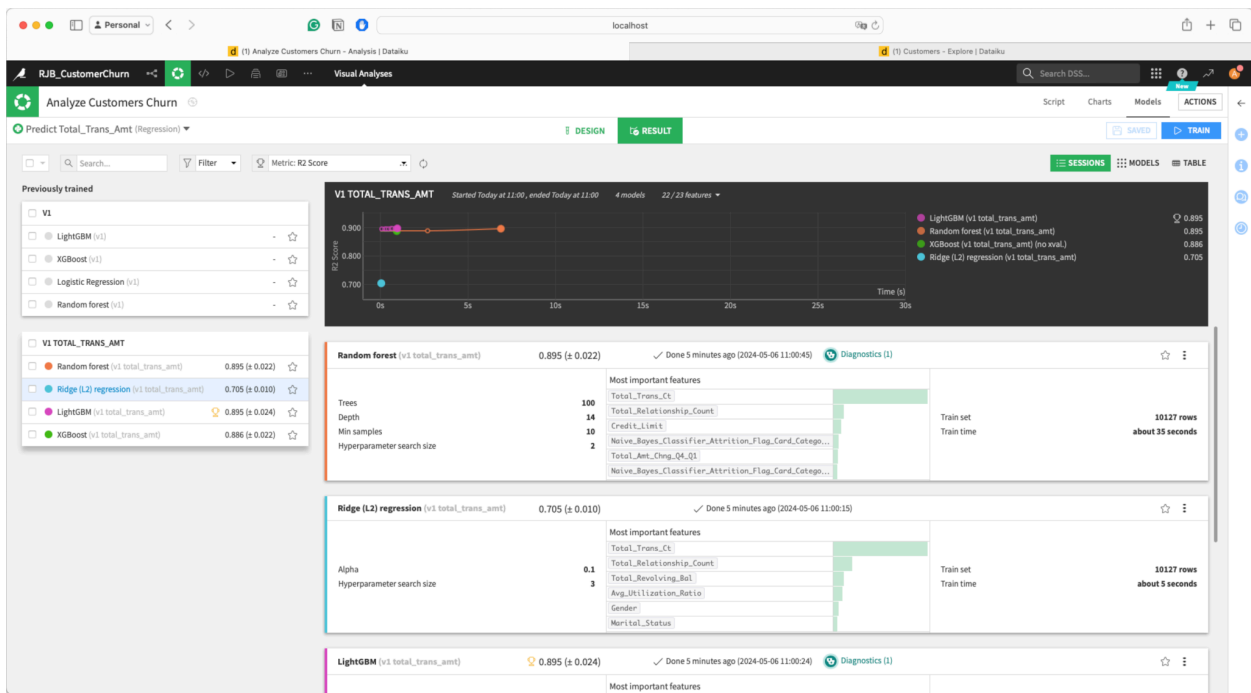 Personal
localhost
(1) Analyze Customers Churn - Analysis | Dataiku
(1) Customers - Explore | Dataiku
RJB_CustomerChurn
Visual Analyses
Search DSS...
New
Analyze Customers Churn
Script Charts Models ACTIONS
Predict Total_Trans_Amt (Regression)
DESIGN
RESULT
SAVED
TRAIN
Search...
Filter
Metric: R2 Score
SESSIONS
MODELS
TABLE
Previously trained
V1
LightGBM (v1) -
XGBoost (v1) -
Logistic Regression (v1) -
Random forest (v1) -
V1 TOTAL_TRANS_AMT
Random forest (v1 total_trans_amt) 0.895 (± 0.022)
Ridge (L2) regression (v1 total_trans_amt) 0.705 (± 0.010)
LightGBM (v1 total_trans_amt) 0.895 (± 0.024)
XGBoost (v1 total_trans_amt) 0.886 (± 0.022)
V1 TOTAL_TRANS_AMT Started Today at 11:00, ended Today at 11:00 4 models 22 / 23 features
R2 Score
0.900
0.800
0.700
0s 5s 10s 15s 20s 25s 30s
Time (s)
LightGBM (v1 total_trans_amt) 0.895
Random forest (v1 total_trans_amt) 0.895
XGBoost (v1 total_trans_amt) (no xval.) 0.886
Ridge (L2) regression (v1 total_trans_amt) 0.705
Random forest (v1 total_trans_amt) 0.895 (± 0.022) Done 5 minutes ago (2024-05-06 11:00:45) Diagnostics (1)
Trees 100
Depth 14
Min samples 10
Hyperparameter search size 2
Most important features
Total_Trans_Ct
Total_Relationship_Count
Credit_Limit
Naive_Bayes_Classifier_Attrition_Flag_Card_Catego...
Total_Amt_Chng_Q4_Q1
Naive_Bayes_Classifier_Attrition_Flag_Card_Catego...
Train set 10127 rows
Train time about 35 seconds
Ridge (L2) regression (v1 total_trans_amt) 0.705 (± 0.010) Done 5 minutes ago (2024-05-06 11:00:15)
Alpha 0.1
Hyperparameter search size 3
Most important features
Total_Trans_Ct
Total_Relationship_Count
Total_Revolving_Bal
Avg_Utilization_Ratio
Gender
Marital_Status
Train set 10127 rows
Train time about 5 seconds
LightGBM (v1 total_trans_amt) 0.895 (± 0.024) Done 5 minutes ago (2024-05-06 11:00:24) Diagnostics (1)
Most important features